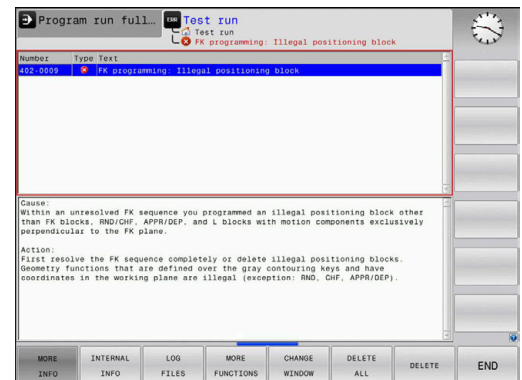 Program run full... ERR Test run
Test run
FK programming: Illegal positioning block
Number Type Text
402-0009 FK programming: Illegal positioning block
Cause:
Within an unresolved FK sequence you programmed an illegal positioning block other
than FK blocks, RND/CHF, APPR/DEP, and L blocks with motion components exclusively
perpendicular to the FK plane.
Action:
First resolve the FK sequence completely or delete illegal positioning blocks.
Geometry functions that are defined over the gray contouring keys and have
coordinates in the working plane are illegal (exception: RND, CHF, APPR/DEP).
MORE INTERNAL LOG MORE CHANGE DELETE DELETE END
INFO INFO FILES FUNCTIONS WINDOW ALL